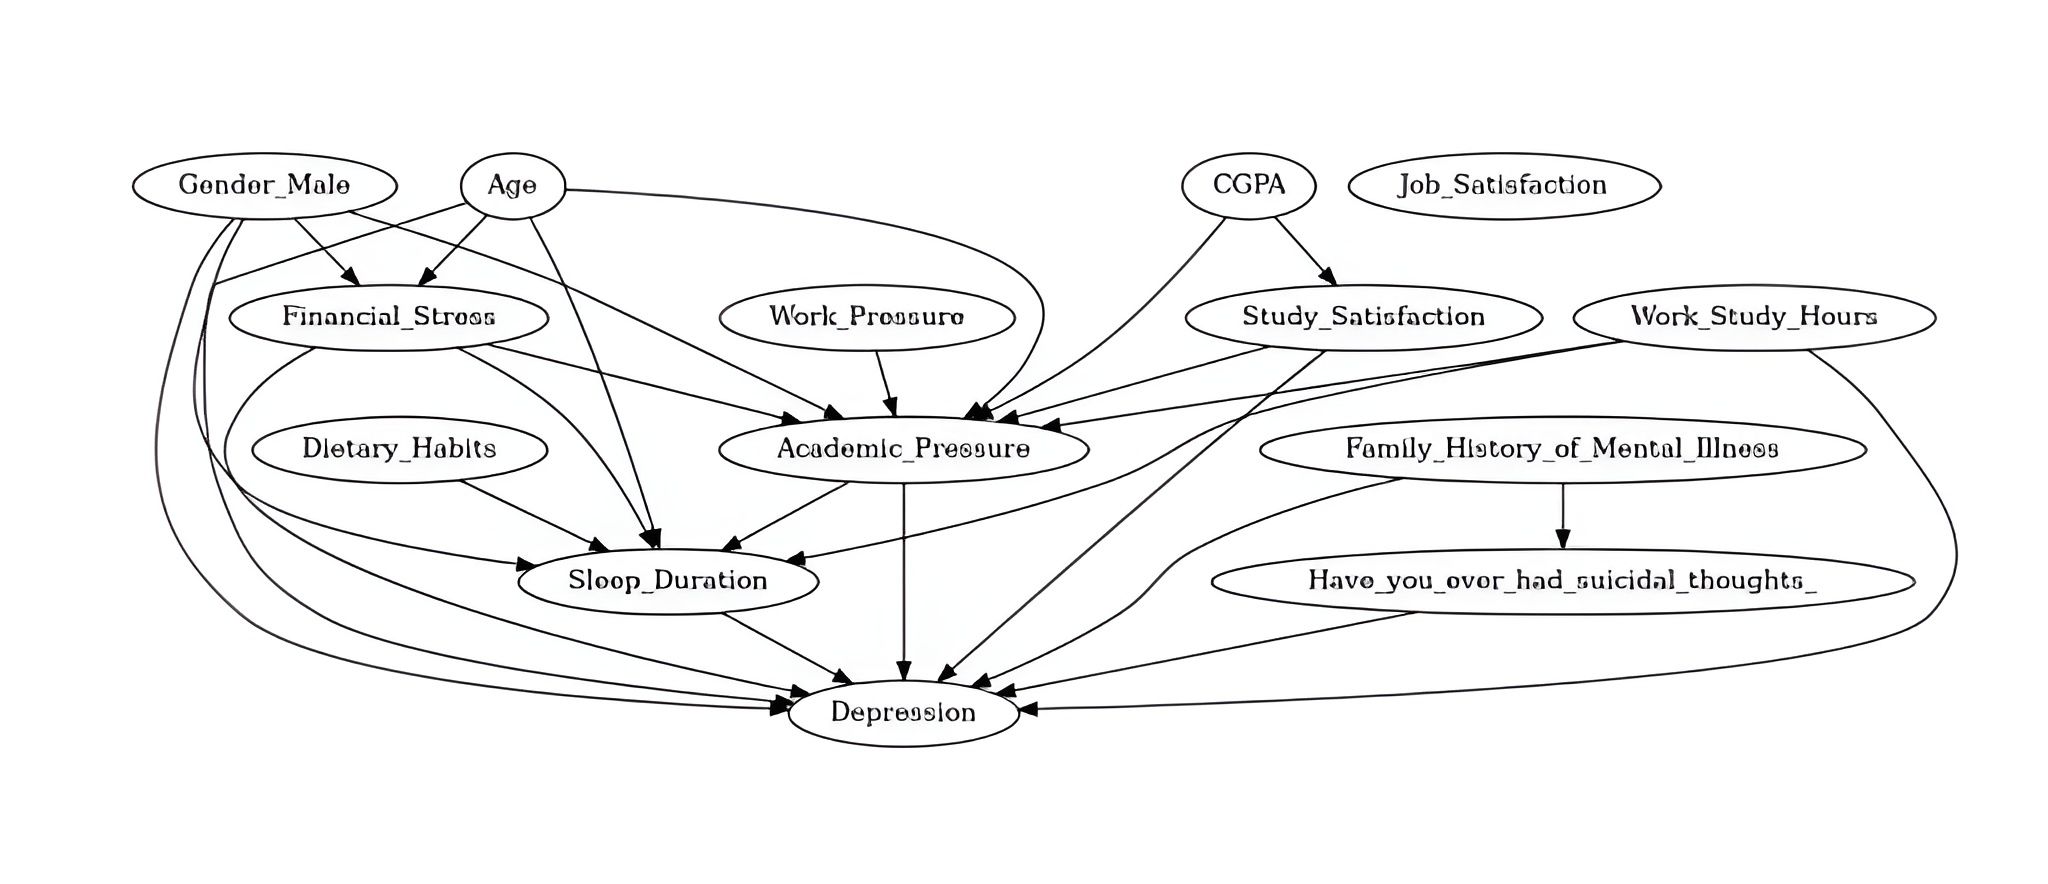 Gender_Male
Age
CGPA
Job_Satisfaction
Financial_Stress
Work_Pressure
Study_Satisfaction
Work_Study_Hours
Dietary_Habits
Academic_Pressure
Family_History_of_Mental_Illness
Sleep_Duration
Have_you_ever_had_suicidal_thoughts_
Depression